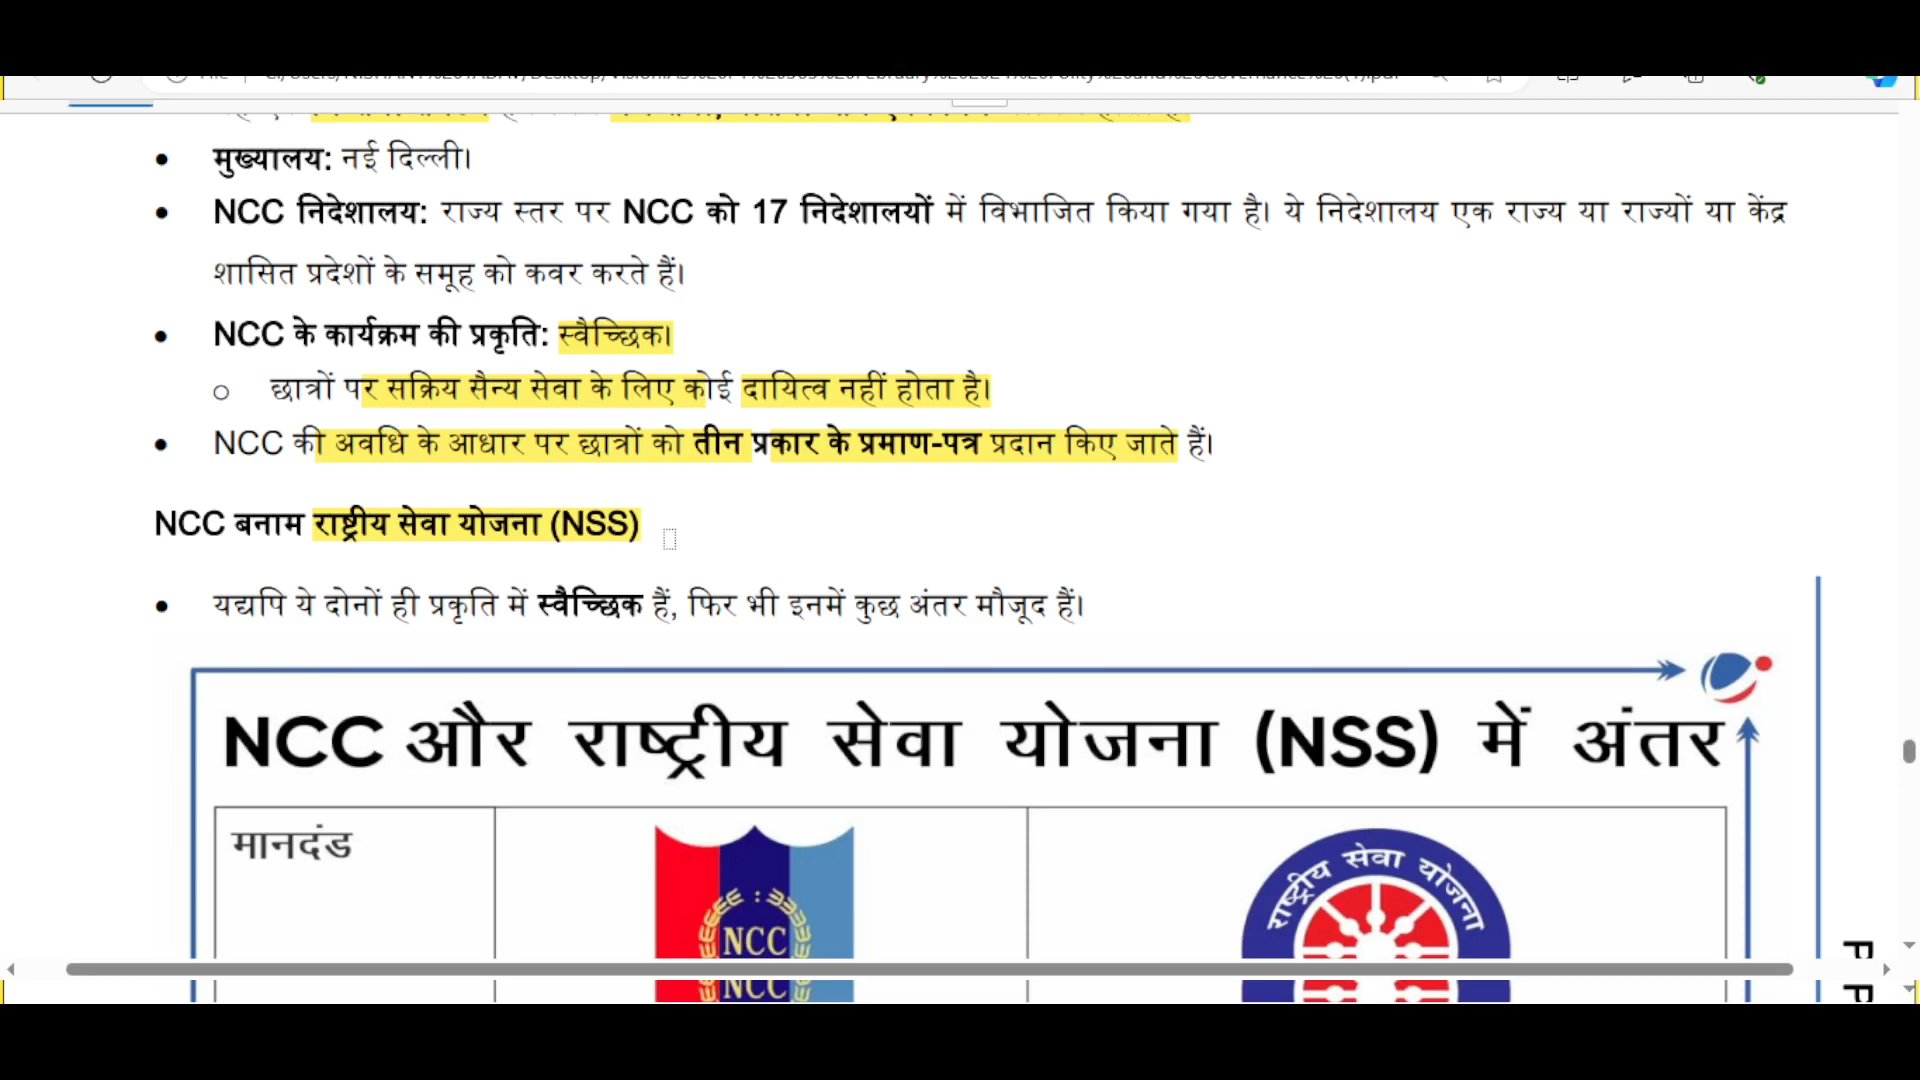 मुख्यालय: नई दिल्ली।
NCC निदेशालय: राज्य स्तर पर NCC को 17 निदेशालयों में विभाजित किया गया है। ये निदेशालय एक राज्य या राज्यों या केंद्र
शासित प्रदेशों के समूह को कवर करते हैं।
NCC के कार्यक्रम की प्रकृति: स्वैच्छिक।
छात्रों पर सक्रिय सैन्य सेवा के लिए कोई दायित्व नहीं होता है।
NCC की अवधि के आधार पर छात्रों को तीन प्रकार के प्रमाण-पत्र प्रदान किए जाते हैं।
NCC बनाम राष्ट्रीय सेवा योजना (NSS)
यद्यपि ये दोनों ही प्रकृति में स्वैच्छिक हैं, फिर भी इनमें कुछ अंतर मौजूद हैं।
NCC और राष्ट्रीय सेवा योजना (NSS) में अंतर
मानदंड
राष्ट्रीय सेवा योजना
NCC
NCC